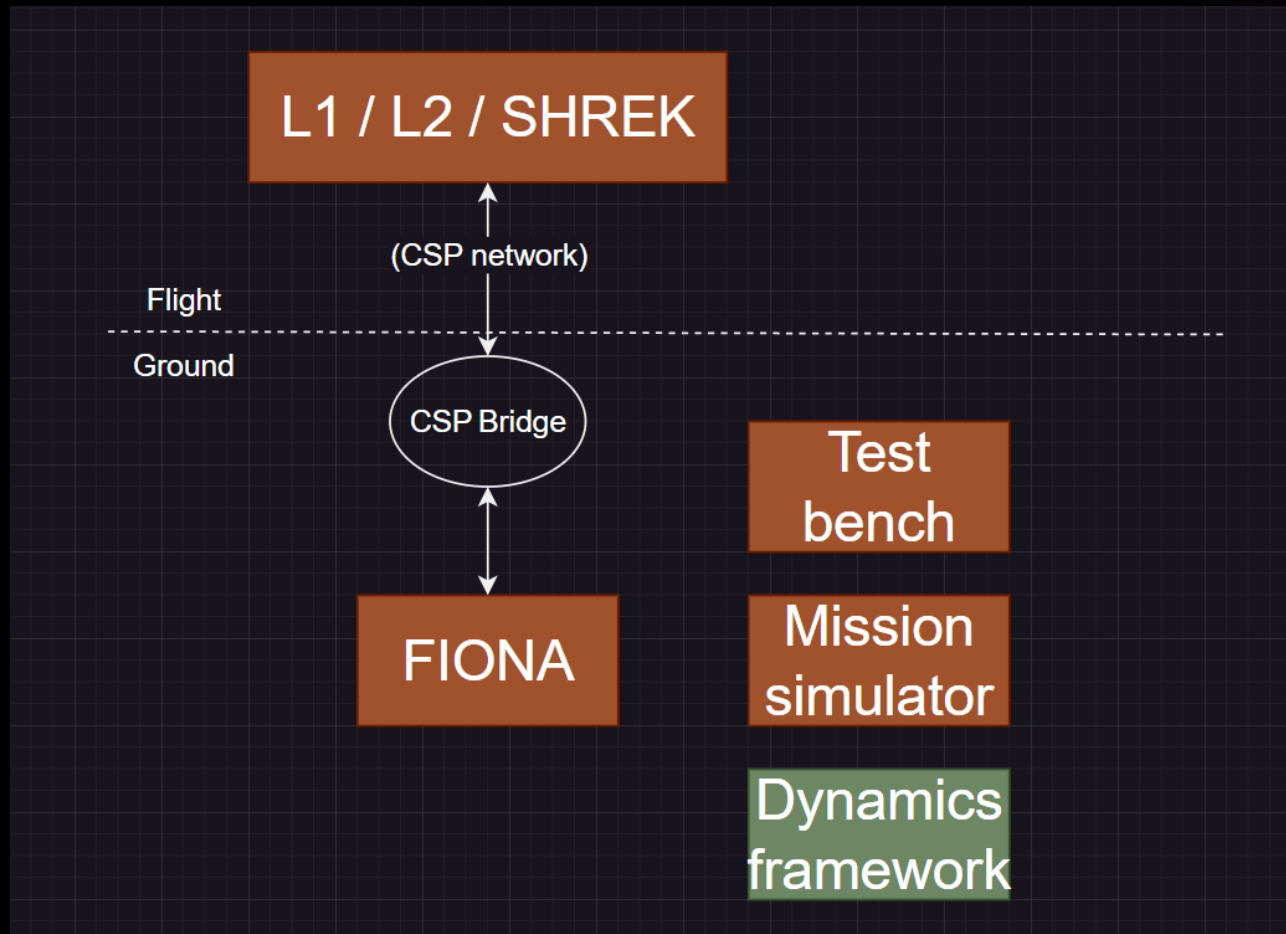 L1 / L2 / SHREK
(CSP network)
Flight
Ground
CSP Bridge
Test
bench
FIONA
Mission
simulator
Dynamics
framework